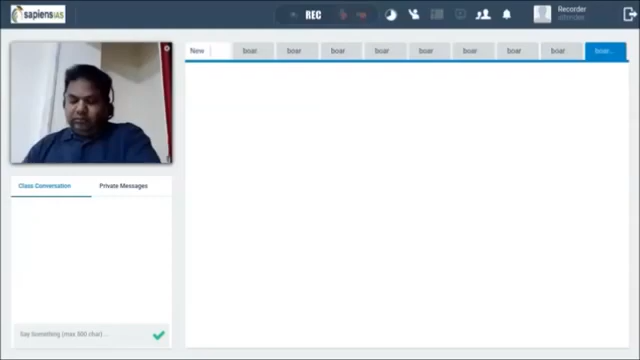 sapiensIAS
REC
Recorder
attendee
New boar boar boar boar boar boar boar boar boar..
Class Conversation Private Messages
Say Something (max 500 char)...